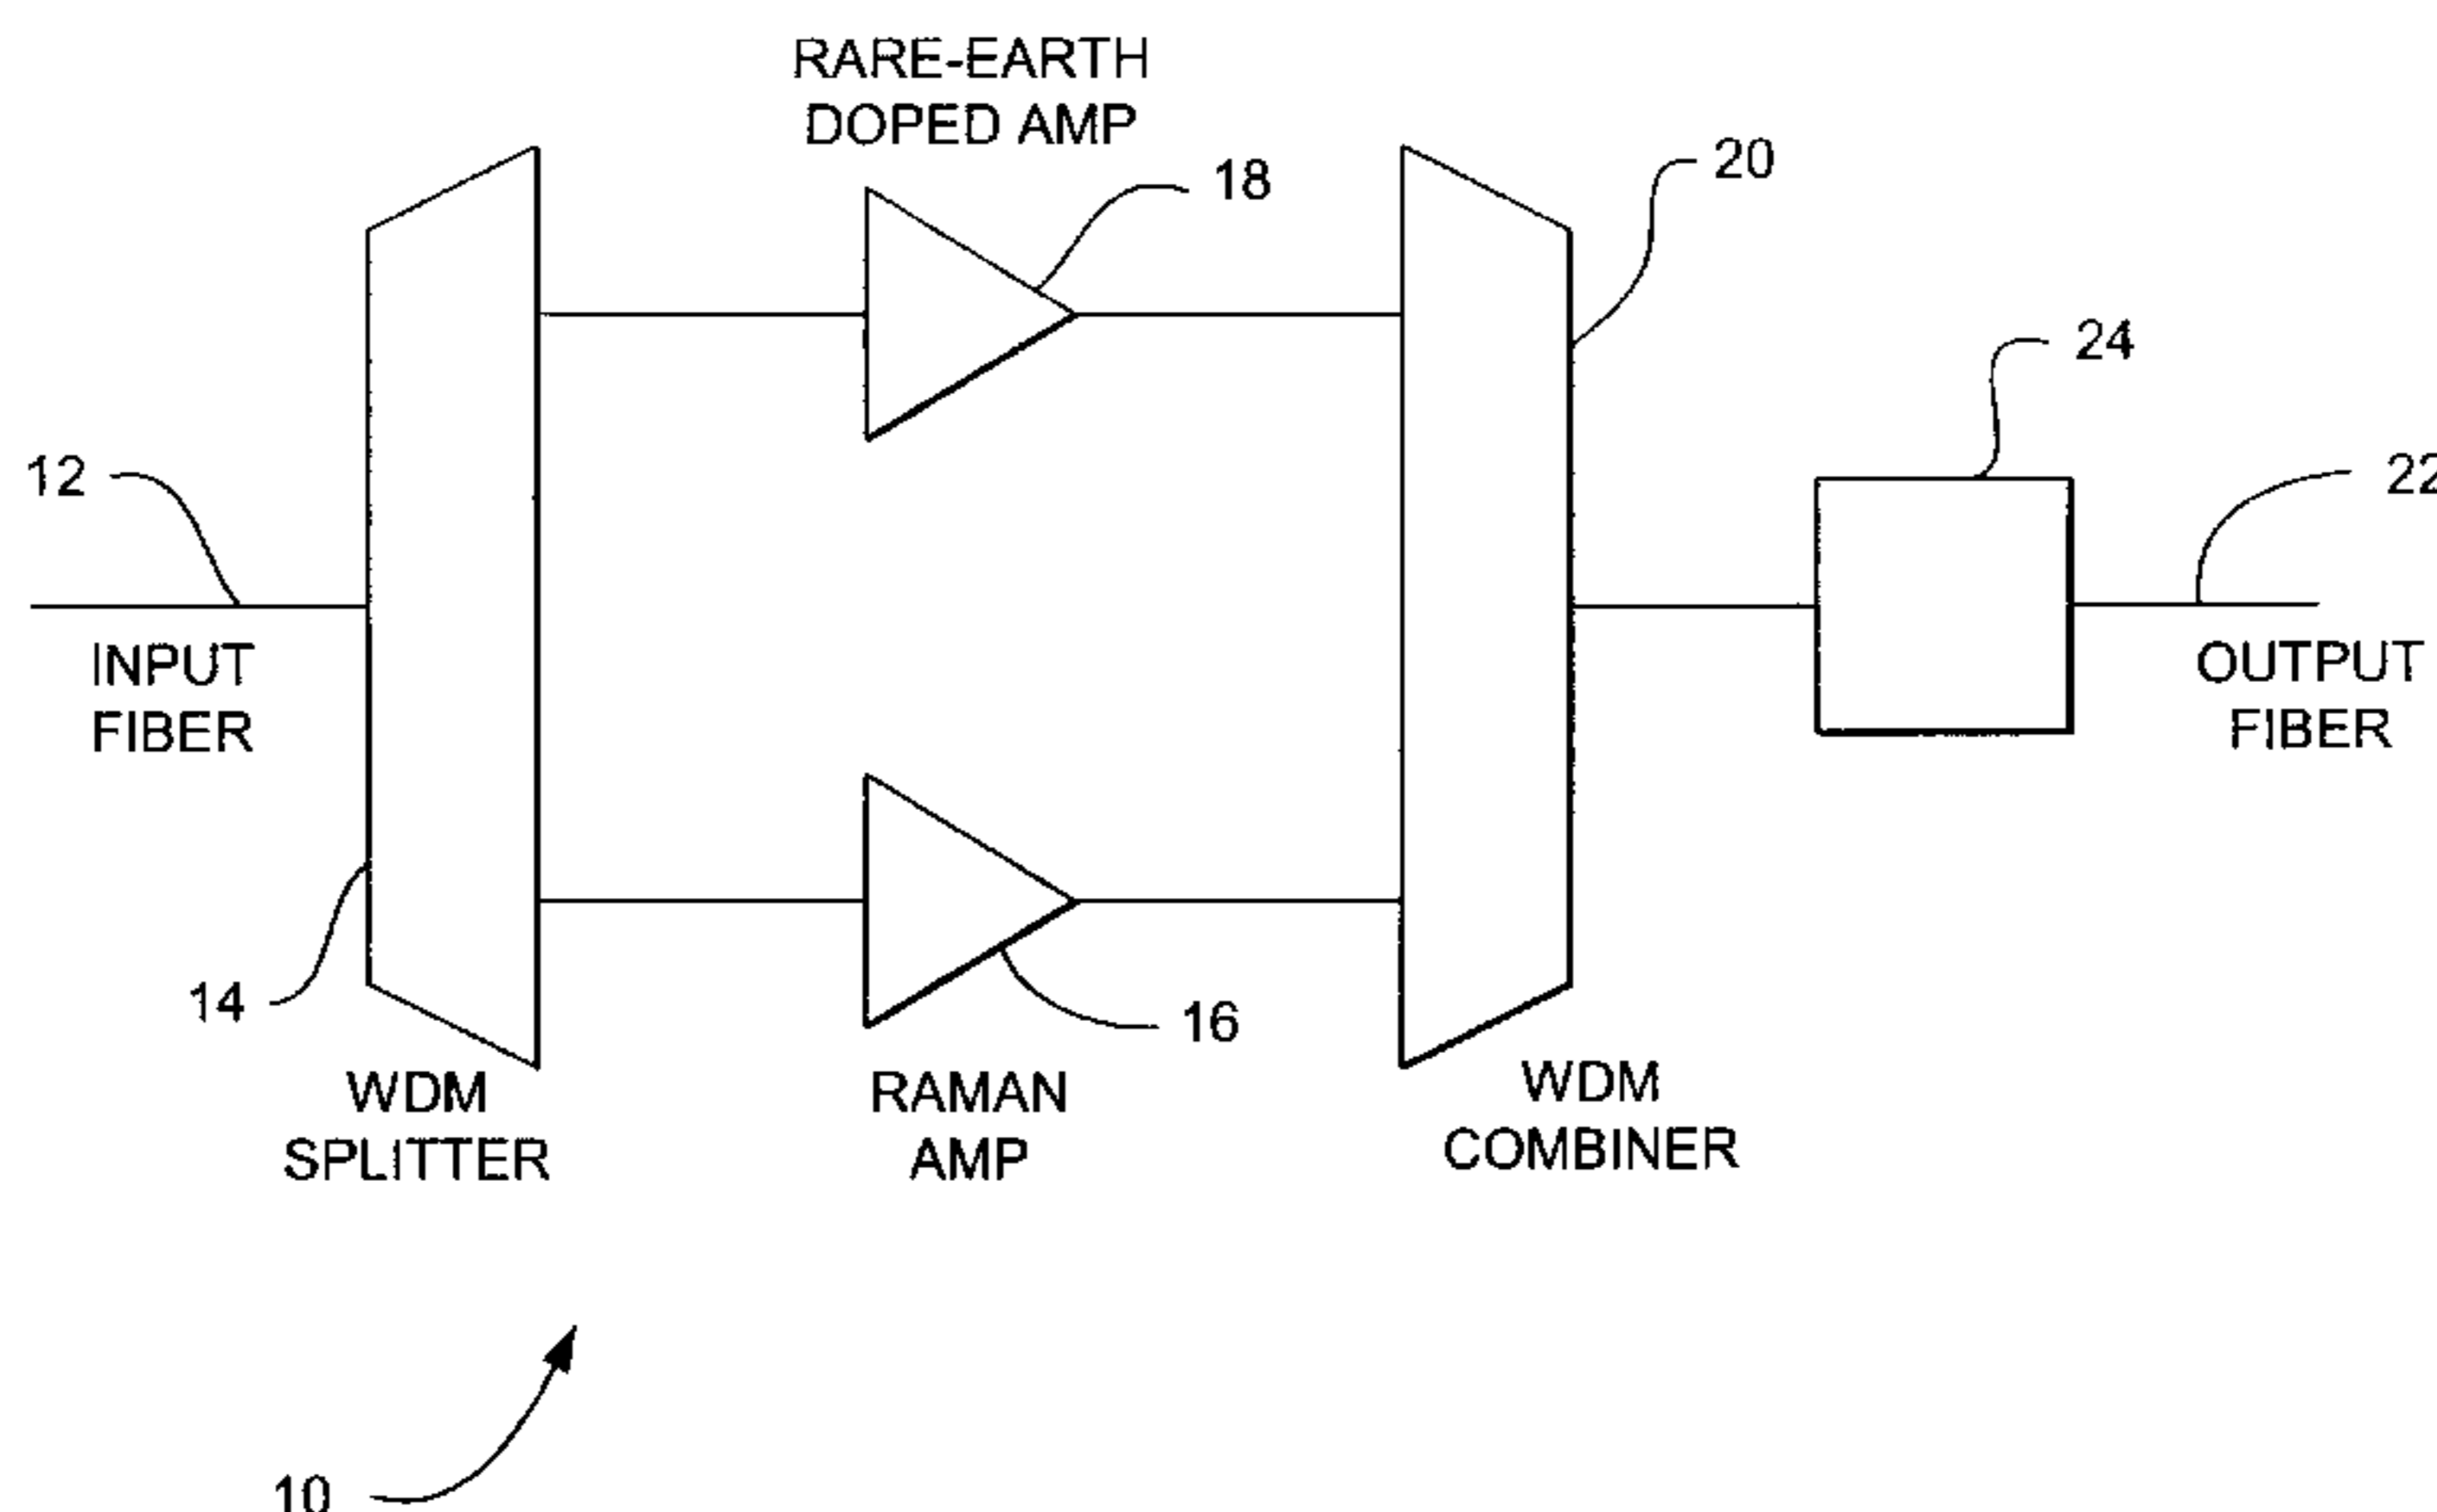 RARE-EARTH
DOPED AMP
18
20
24
12
22
INPUT
FIBER
OUTPUT
FIBER
14
16
WDM
SPLITTER
RAMAN
AMP
WDM
COMBINER
10